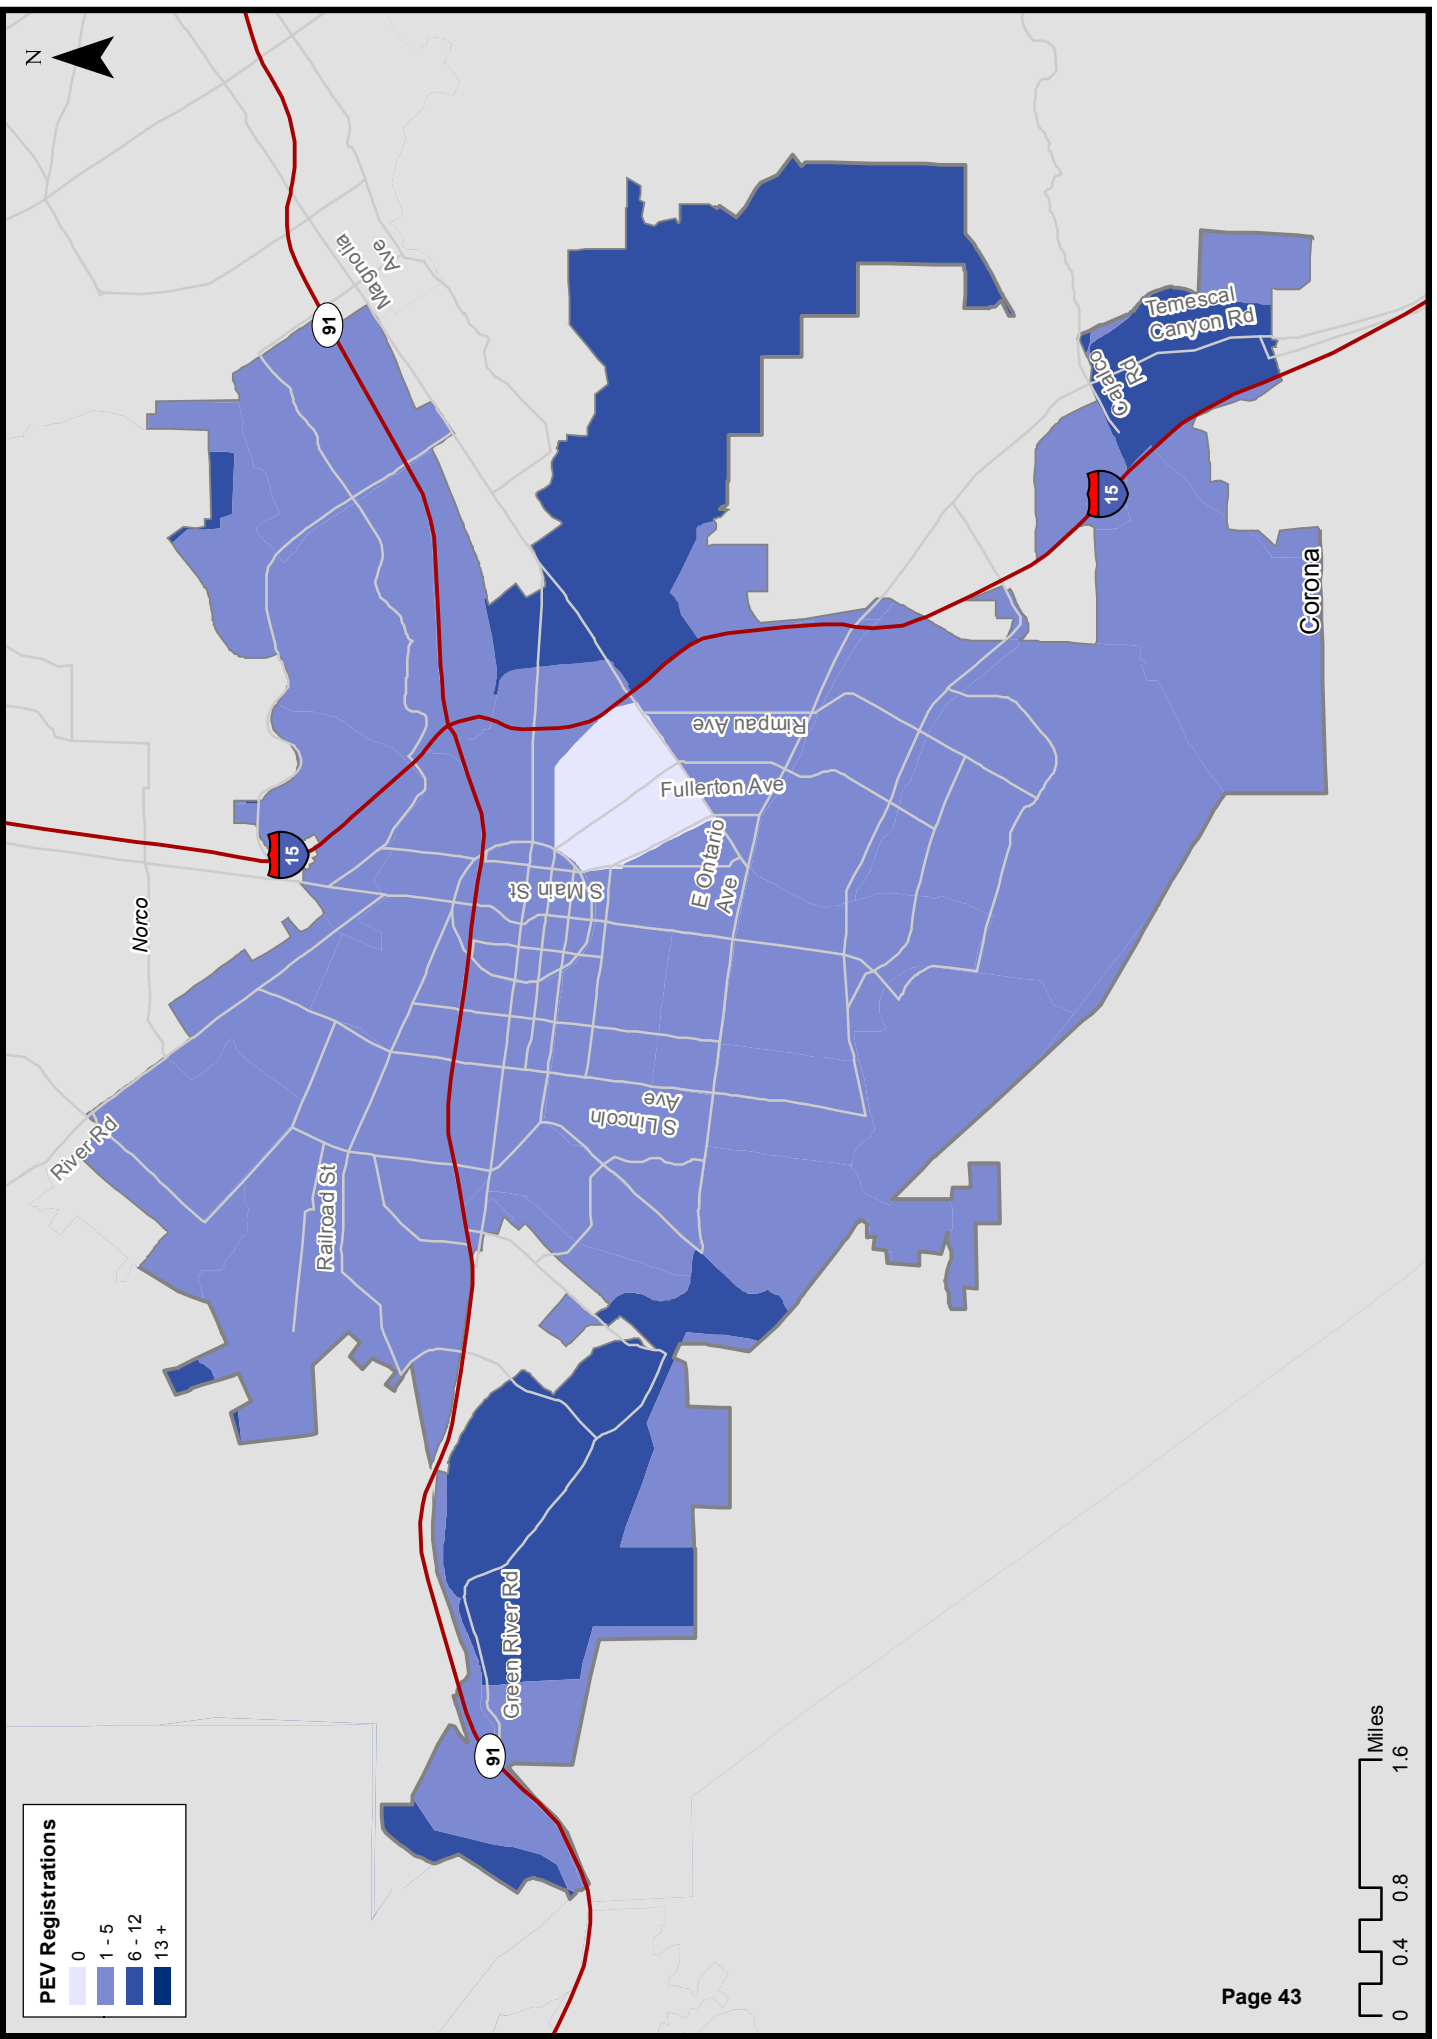 N
91
Magnolia
Ave
Temescal
Canyon Rd
Cajalco
Rd
15
Corona
Rimpau Ave
Fullerton Ave
E Ontario
Ave
S Main St
15
Norco
River Rd
S Lincoln
Ave
Railroad St
Green River Rd
91
PEV Registrations
0
1 - 5
6 - 12
13 +
Miles
0 0.4 0.8 1.6
Page 43